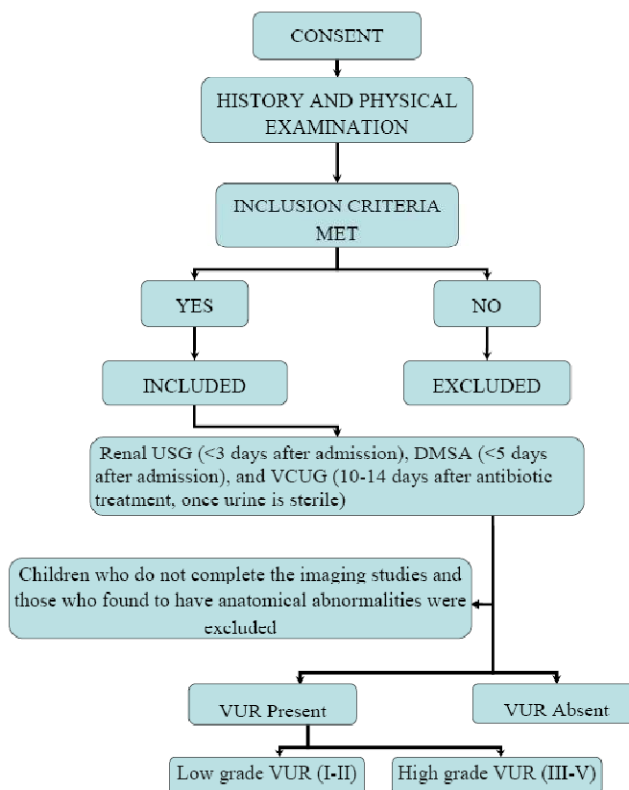 CONSENT
HISTORY AND PHYSICAL
EXAMINATION
INCLUSION CRITERIA
MET
YES
NO
INCLUDED
EXCLUDED
Renal USG (<3 days after admission), DMSA (<5 days
after admission), and VCUG (10-14 days after antibiotic
treatment, once urine is sterile)
Children who do not complete the imaging studies and
those who found to have anatomical abnormalities were
excluded
VUR Present
VUR Absent
Low grade VUR (I-II)
High grade VUR (III-V)